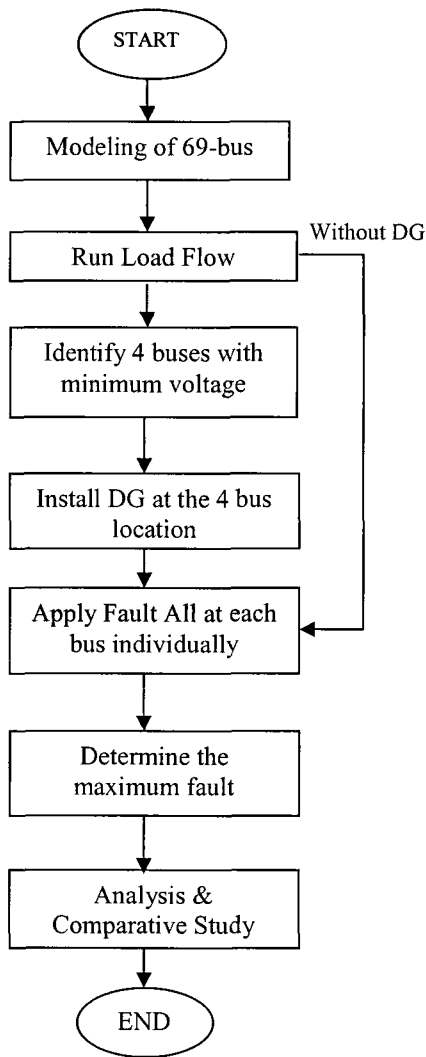 START
Modeling of 69-bus
Without DG
Run Load Flow
Identify 4 buses with
minimum voltage
Install DG at the 4 bus
location
Apply Fault All at each
bus individually
Determine the
maximum fault
Analysis &
Comparative Study
END